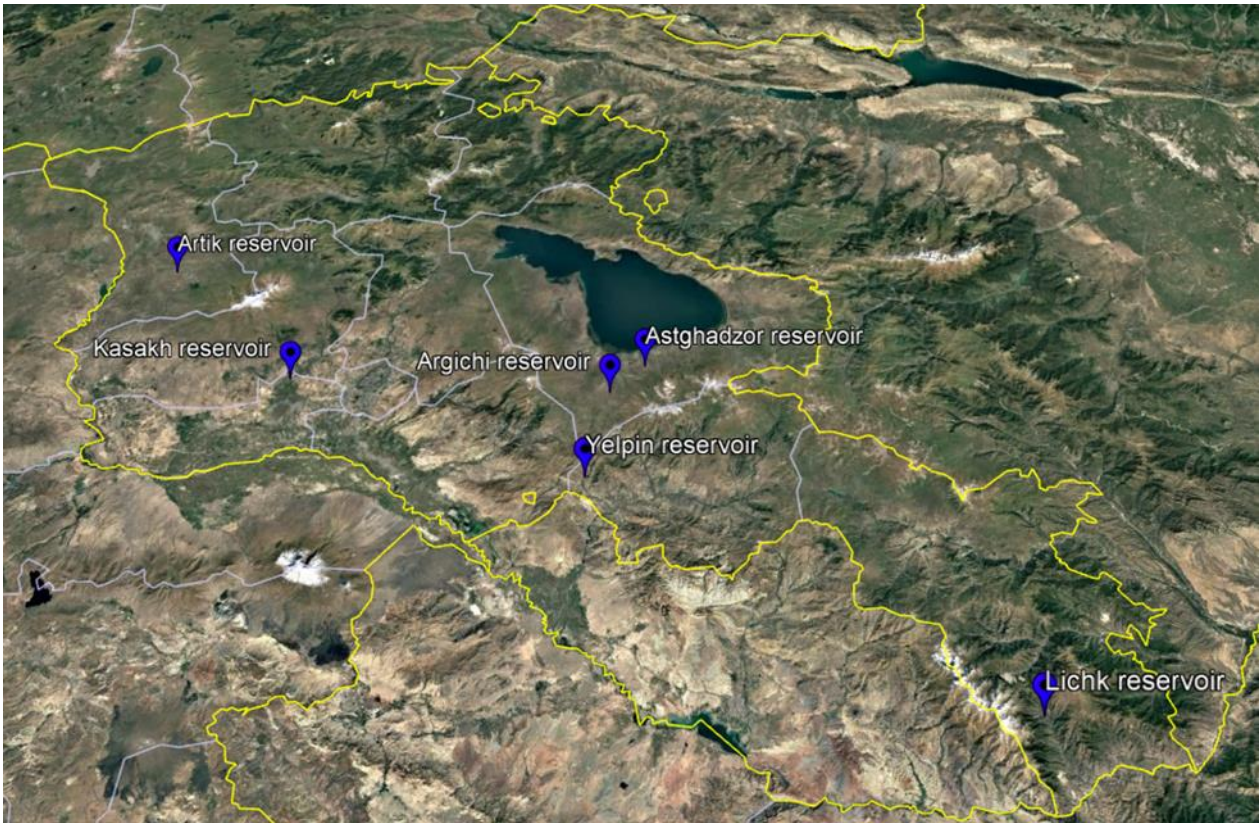 Artik reservoir
Kasakh reservoir
Astghadzor reservoir
Argichi reservoir
Yelpin reservoir
Lichk reservoir